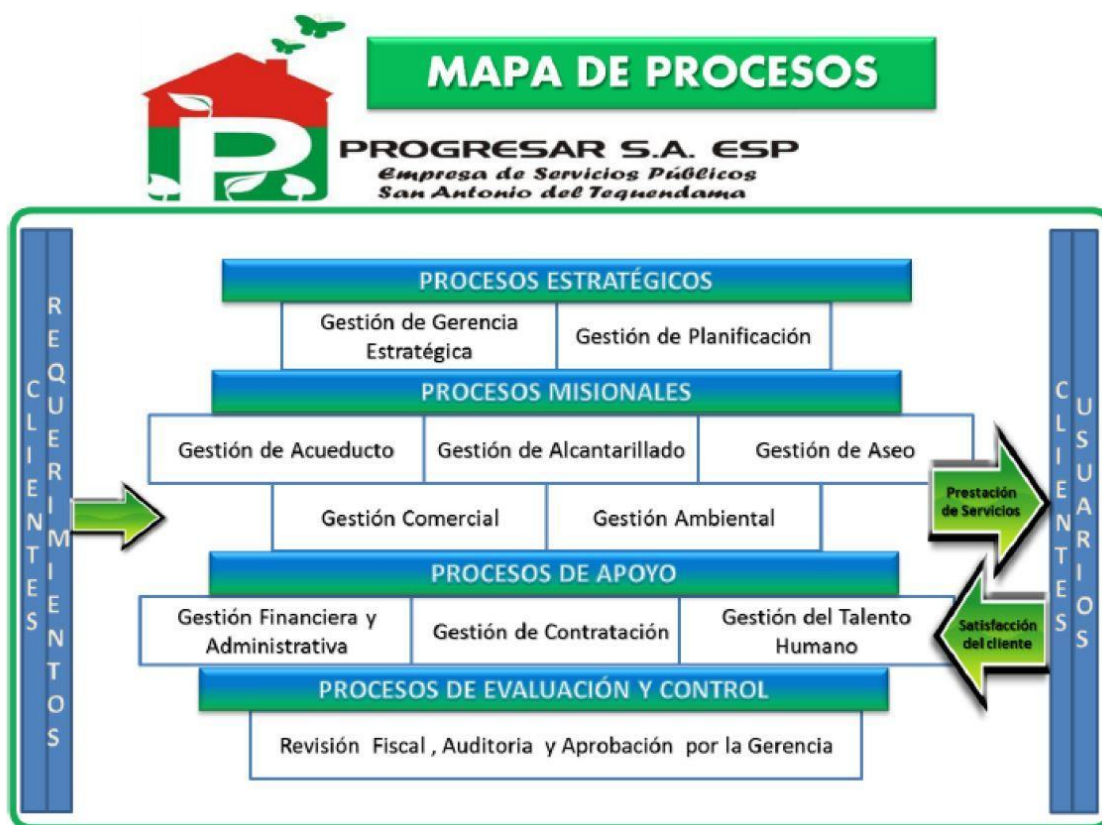 MAPA DE PROCESOS
PROGRESAR S.A. ESP
Empresa de Servicios Públicos
San Antonio del Tequendama
CLIENTES
REQUERIMIENTOS
PROCESOS ESTRATÉGICOS
Gestión de Gerencia
Estratégica
Gestión de Planificación
PROCESOS MISIONALES
Gestión de Acueducto
Gestión de Alcantarillado
Gestión de Aseo
Gestión Comercial
Gestión Ambiental
PROCESOS DE APOYO
Gestión Financiera y
Administrativa
Gestión de Contratación
Gestión del Talento
Humano
PROCESOS DE EVALUACIÓN Y CONTROL
Revisión Fiscal , Auditoria y Aprobación por la Gerencia
Prestación
de Servicios
Satisfacción
del cliente
CLIENTES
USUARIOS